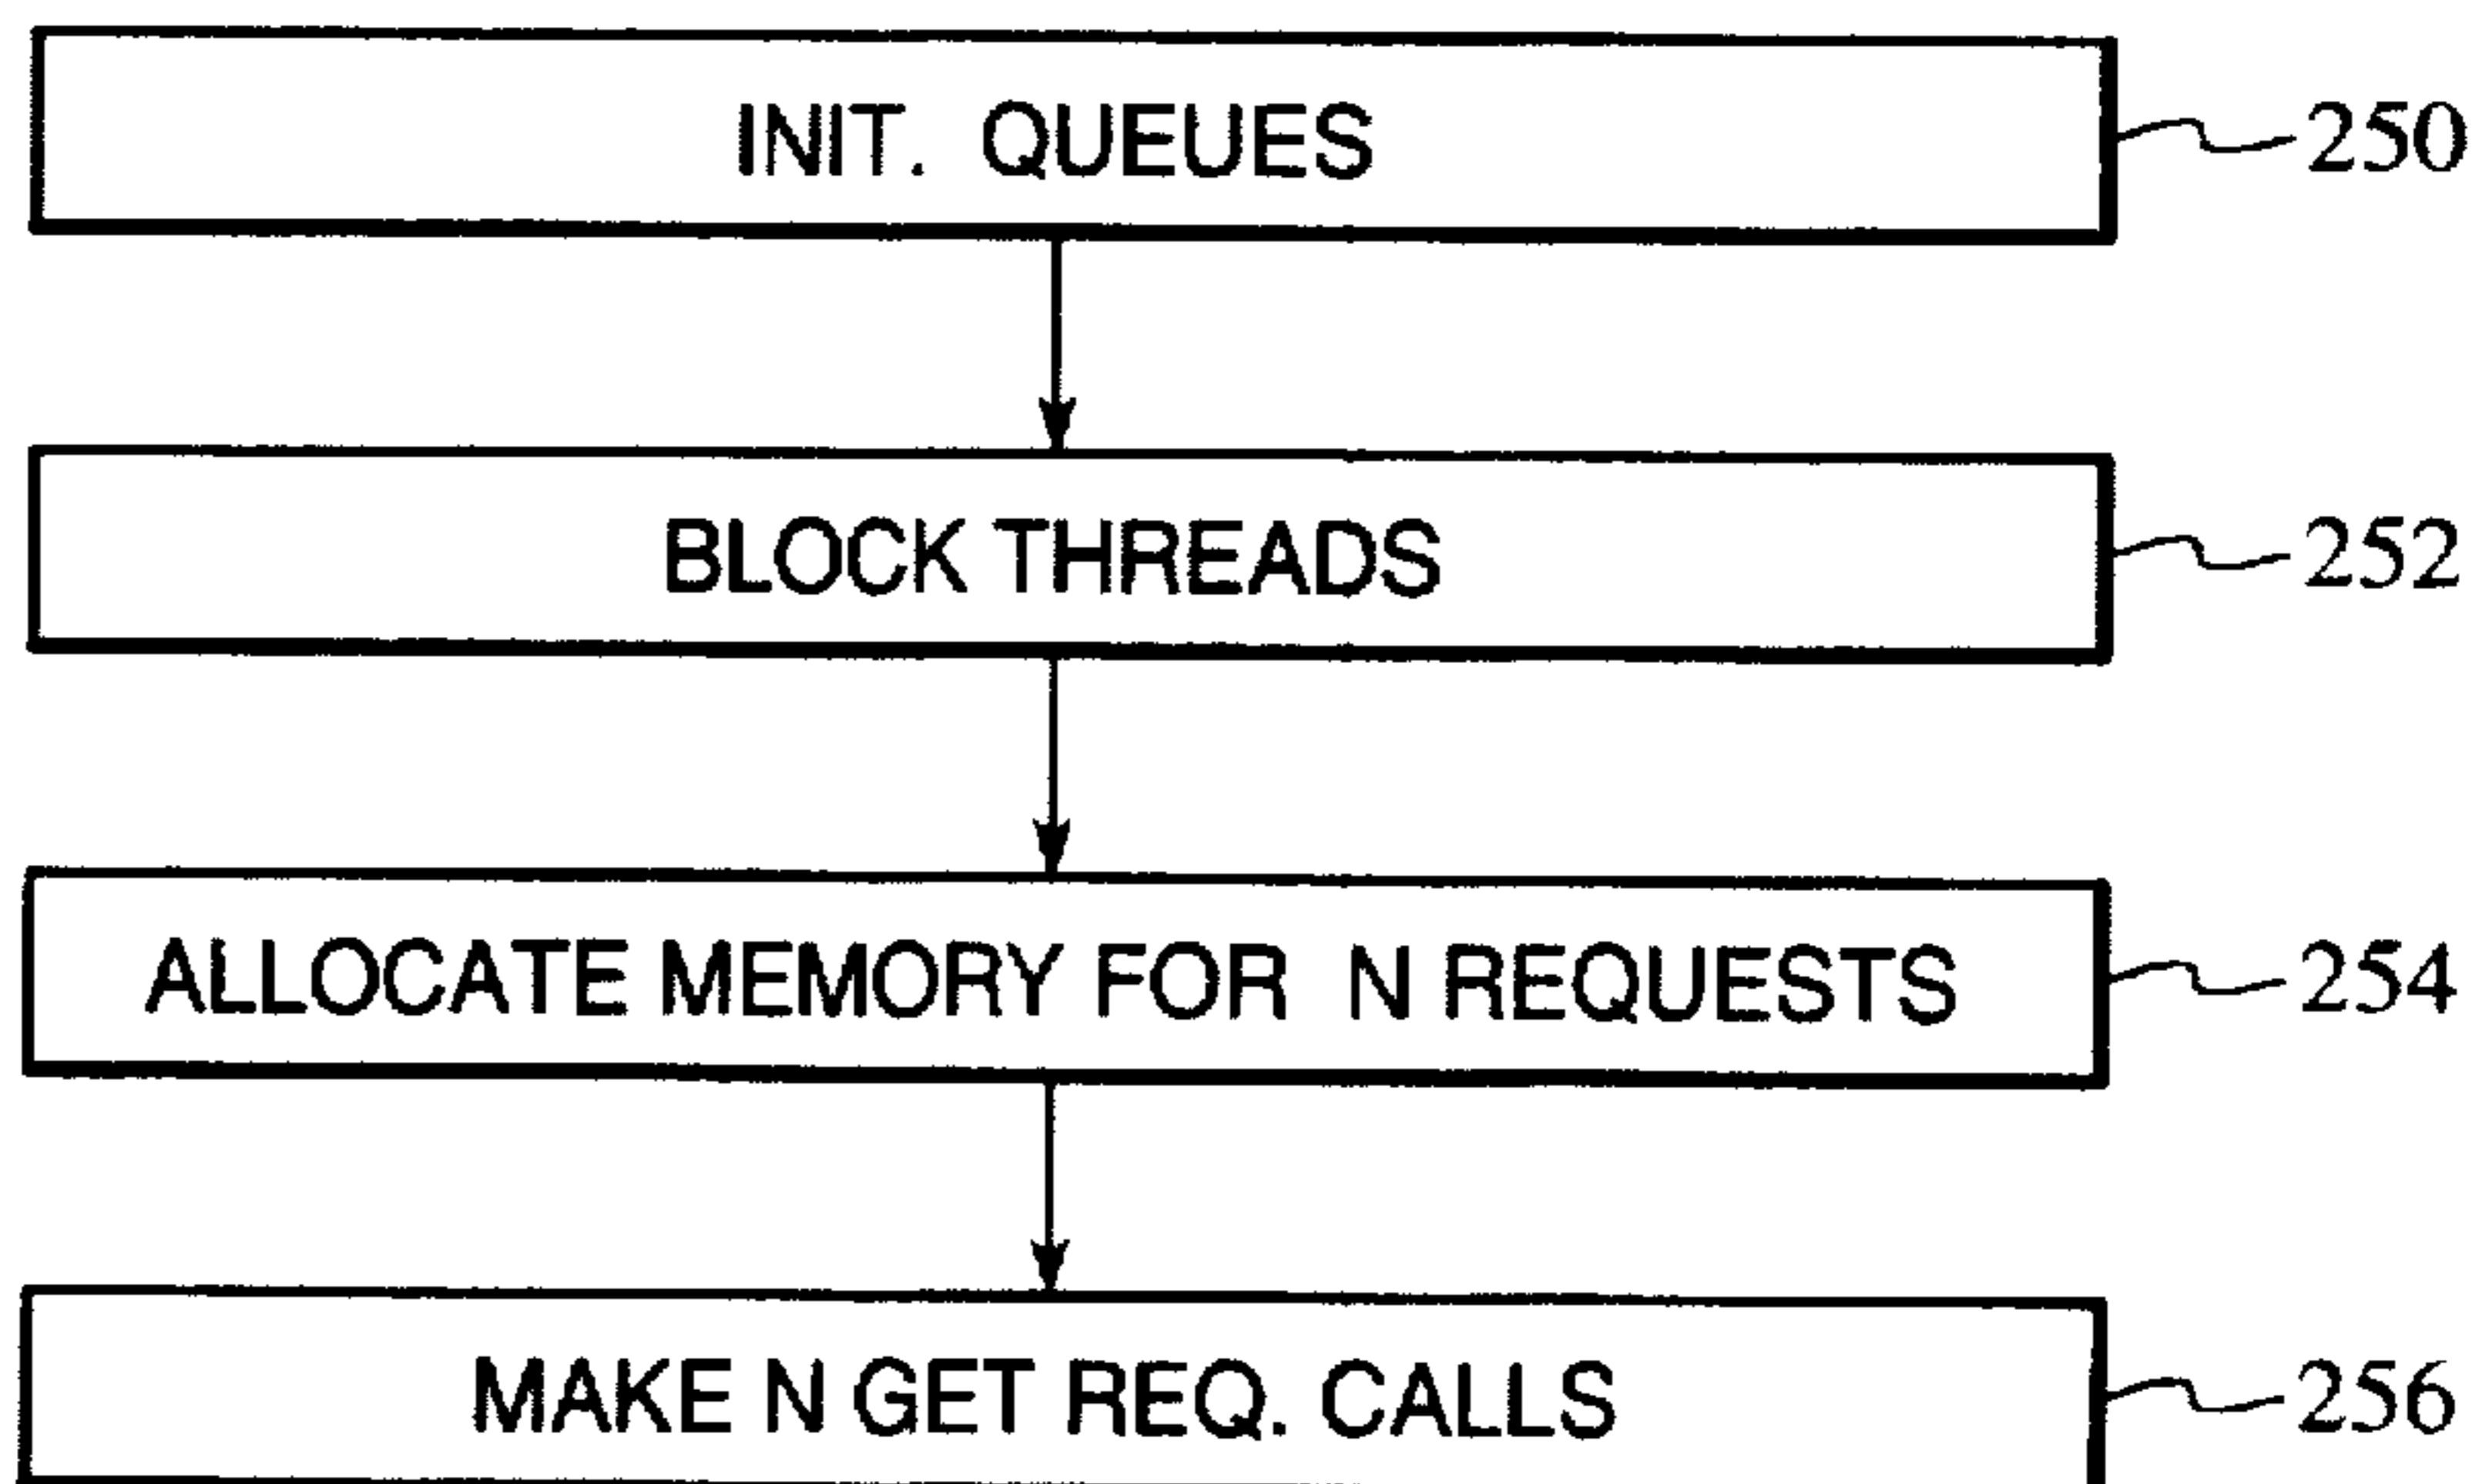 INIT. QUEUES 250
BLOCK THREADS 252
ALLOCATE MEMORY FOR N REQUESTS 254
MAKE N GET REQ. CALLS 256